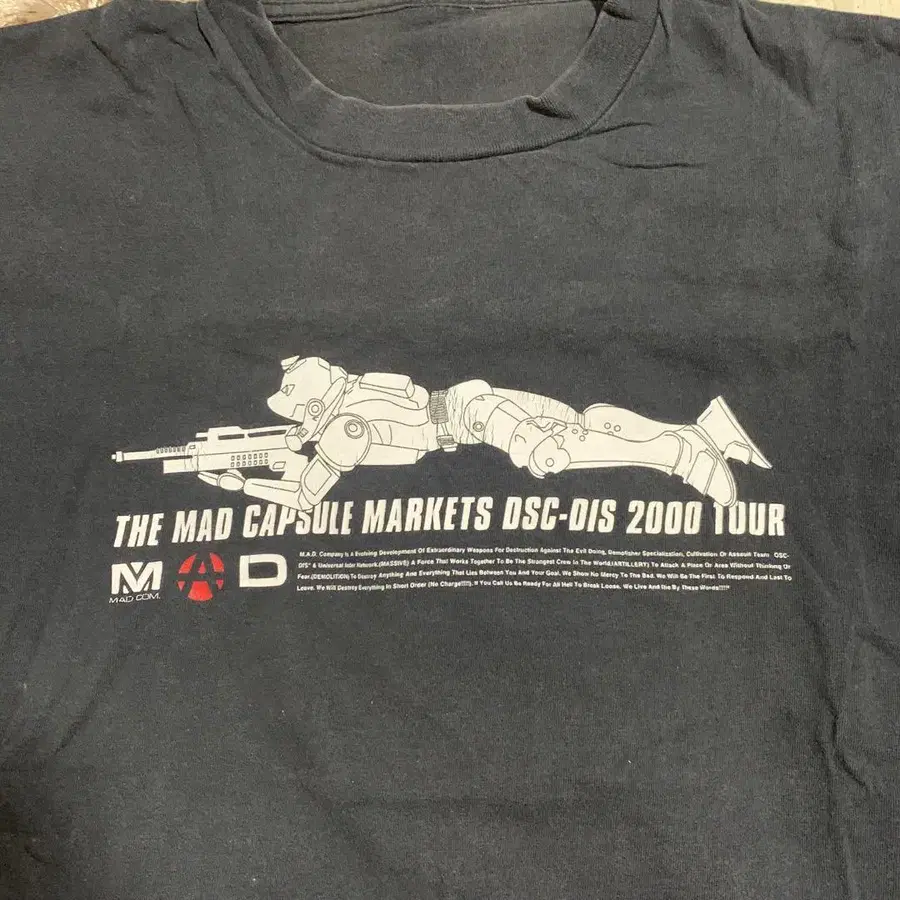 THE MAD CAPSULE MARKETS DSC-DIS 2000 TOUR
M A D
MAD COM.
M.A.D. Company Is A Evolving Development Of Extraordinary Weapons For Destruction Against The Evil Doing, Demolisher Specialization, Cultivation Or Assault Team DSC-
DIS* & Universal Inter Network.(MASSIVE) A Force That Works Together To Be The Strangest Crew In The World.(ARTILLERY) To Attack A Place Or Area Without Thinking Or
Fear.(DEMOLITION) To Destroy Anything And Everything That Lies Between You And Your Goal. We Show No Mercy To The Bad. We Will Be The First To Respond And Last To
Leave. We Will Destroy Everything In Short Order (No Charge!!!!). If You Call Us Be Ready For All Hell To Break Loose. We Live And Die By These Words!!!!"